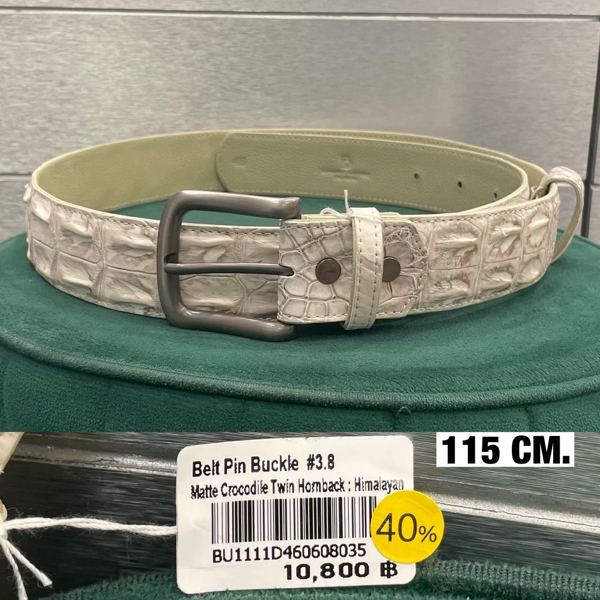 115 CM.
Belt Pin Buckle #3.8
Matte Crocodile Twin Hornback : Himalayan
40%
BU1111D460608035
10,800 ฿